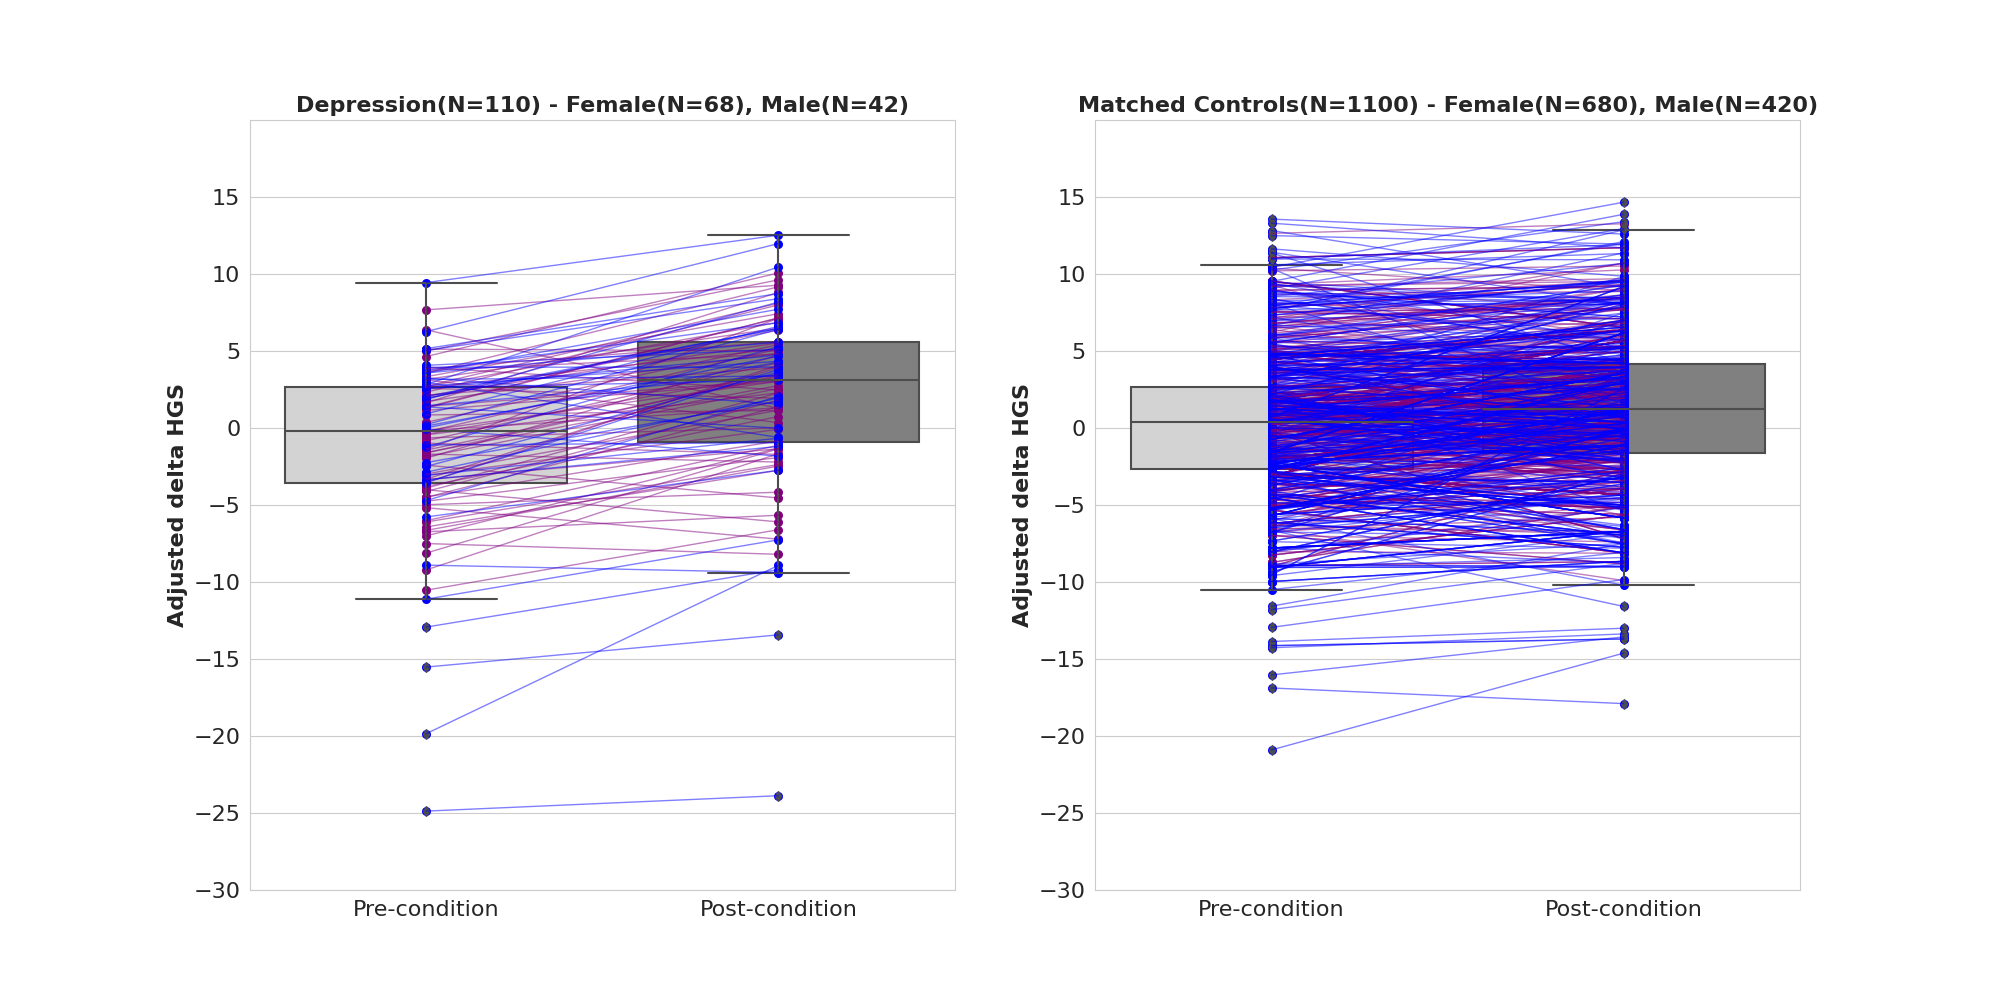 Depression(N=110) - Female(N=68), Male(N=42)
Adjusted delta HGS
15
10
5
0
−5
−10
−15
−20
−25
−30
Pre-condition
Post-condition
Matched Controls(N=1100) - Female(N=680), Male(N=420)
Adjusted delta HGS
15
10
5
0
−5
−10
−15
−20
−25
−30
Pre-condition
Post-condition